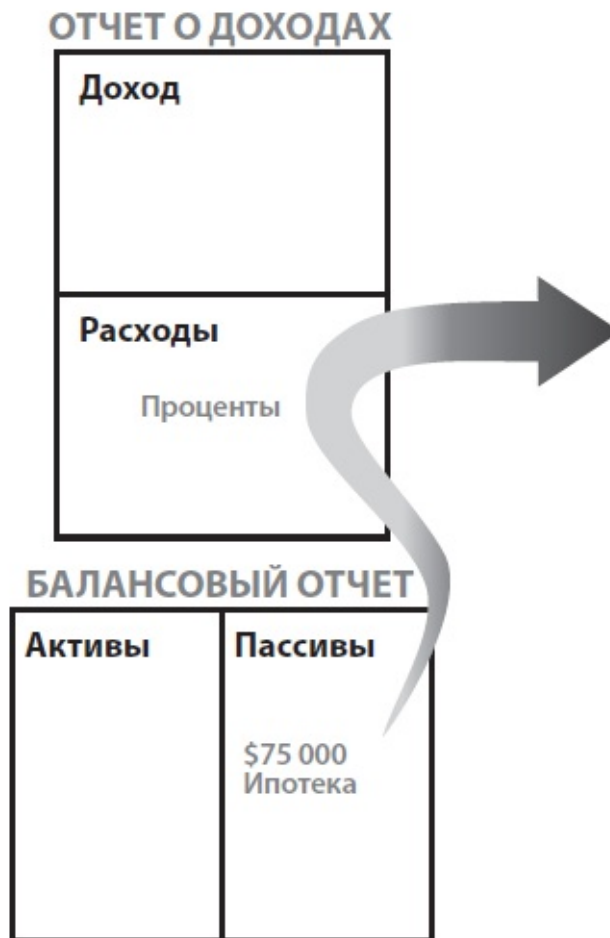 ОТЧЕТ О ДОХОДАХ
Доход
Расходы
Проценты
БАЛАНСОВЫЙ ОТЧЕТ
Активы
Пассивы
$75 000
Ипотека